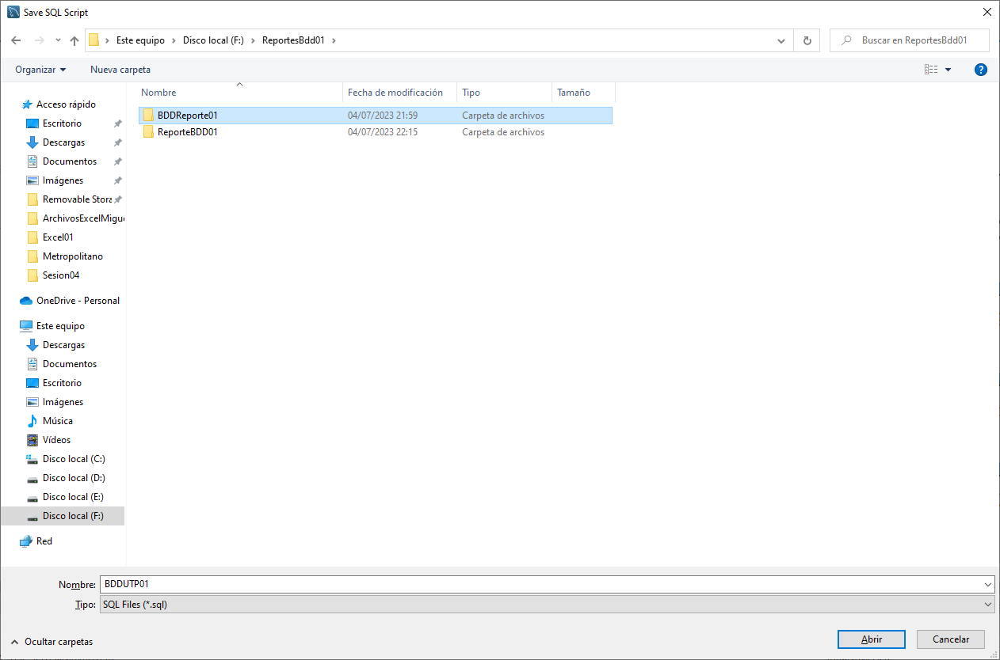 Save SQL Script
Este equipo > Disco local (F:) > ReportesBdd01 >
Buscar en ReportesBdd01
Organizar
Nueva carpeta
?
Nombre Fecha de modificación Tipo Tamaño
BDDReporte01 04/07/2023 21:59 Carpeta de archivos
ReporteBDD01 04/07/2023 22:15 Carpeta de archivos
Acceso rápido
Escritorio
Descargas
Documentos
Imágenes
Removable Stora
ArchivosExcelMigue
Excel01
Metropolitano
Sesion04
OneDrive - Personal
Este equipo
Descargas
Documentos
Escritorio
Imágenes
Música
Vídeos
Disco local (C:)
Disco local (D:)
Disco local (E:)
Disco local (F:)
Red
Nombre: BDDUTP01
Tipo: SQL Files (*.sql)
Ocultar carpetas
Abrir
Cancelar